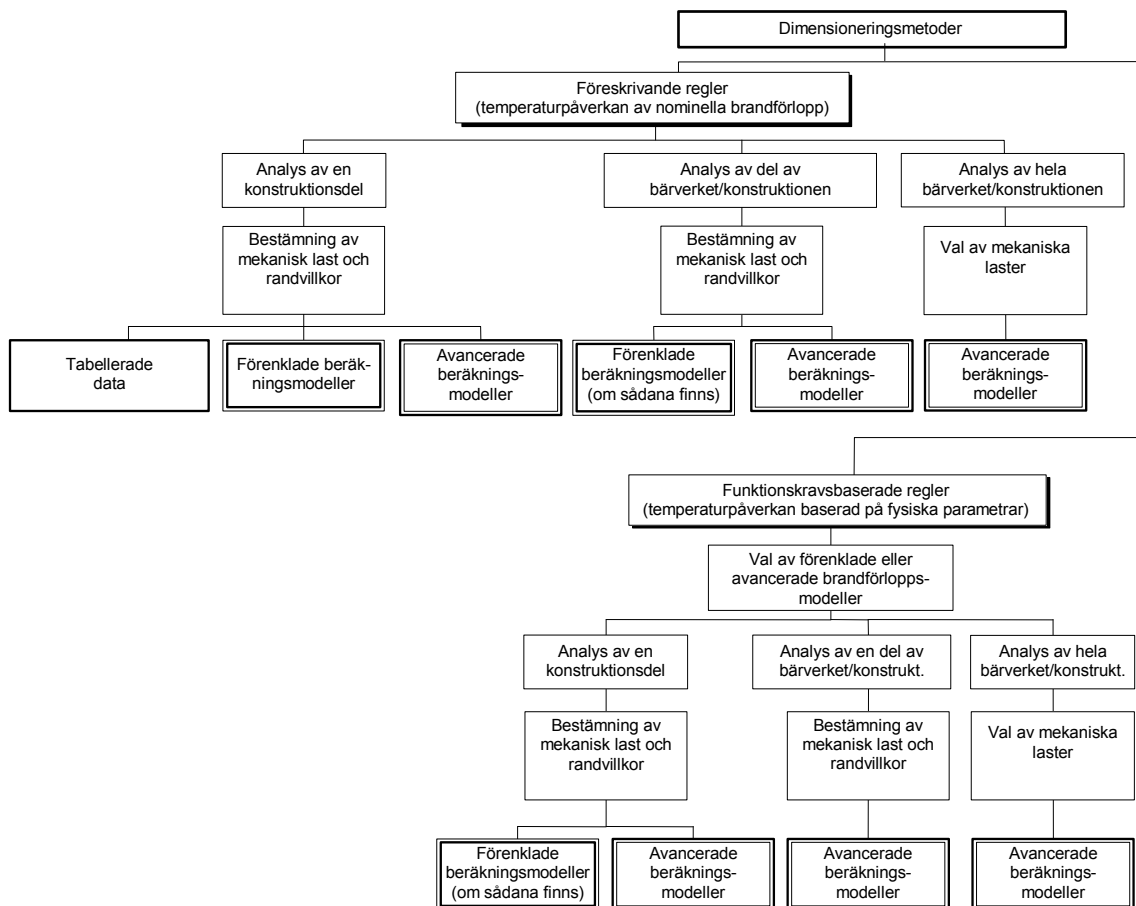 Dimensioneringsmetoder
Föreskrivande regler
(temperaturpåverkan av nominella brandförlopp)
Analys av en
konstruktionsdel
Analys av del av
bärverket/konstruktionen
Analys av hela
bärverket/konstruktionen
Bestämning av
mekanisk last och
randvillkor
Bestämning av
mekanisk last och
randvillkor
Val av mekaniska
laster
Tabellerade
data
Förenklade beräk-
kningsmodeller
Avancerade
beräknings-
modeller
Förenklade
beräkningsmodeller
(om sådana finns)
Avancerade
beräknings-
modeller
Avancerade
beräknings-
modeller
Funktionskravsbaserade regler
(temperaturpåverkan baserad på fysiska parametrar)
Val av förenklade eller
avancerade brandförlopps-
modeller
Analys av en
konstruktionsdel
Analys av en del av
bärverket/konstrukt.
Analys av hela
bärverket/konstrukt.
Bestämning av
mekanisk last och
randvillkor
Bestämning av
mekanisk last och
randvillkor
Val av mekaniska
laster
Förenklade
beräkningsmodeller
(om sådana finns)
Avancerade
beräknings-
modeller
Avancerade
beräknings-
modeller
Avancerade
beräknings-
modeller